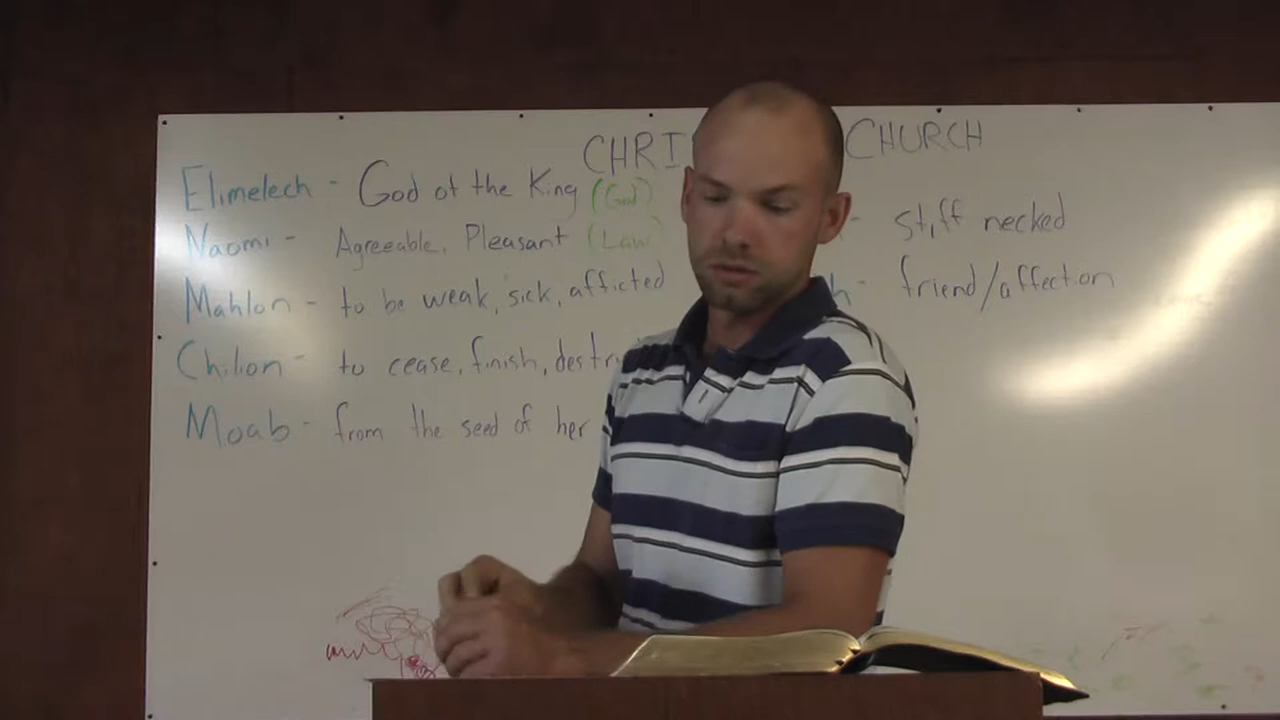 CHRI CHURCH
Elimelech - God of the King (God)
Naomi - Agreeable, Pleasant (Law)
Mahlon - to be weak, sick, afficted
Chilion - to cease, finish, destr
Moab - from the seed of her
- stiff necked
h - friend/affection